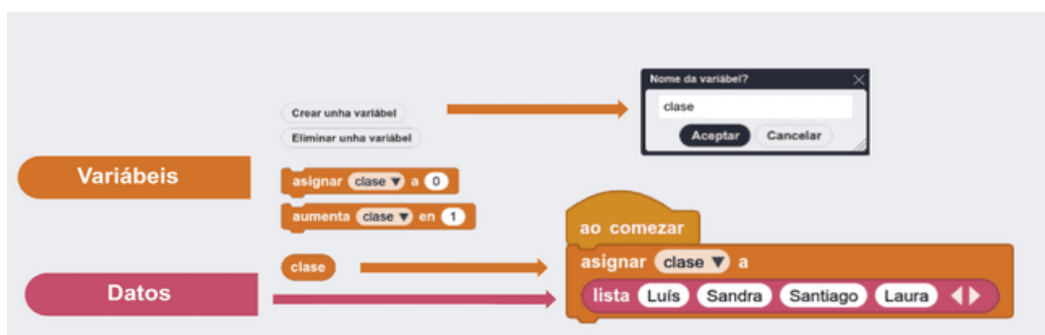 Nome da variábel?
clase
Aceptar Cancelar
Crear unha variábel
Eliminar unha variábel
Variábeis
asignar clase a 0
aumenta clase en 1
clase
Datos
ao comezar
asignar clase a
lista Luís Sandra Santiago Laura